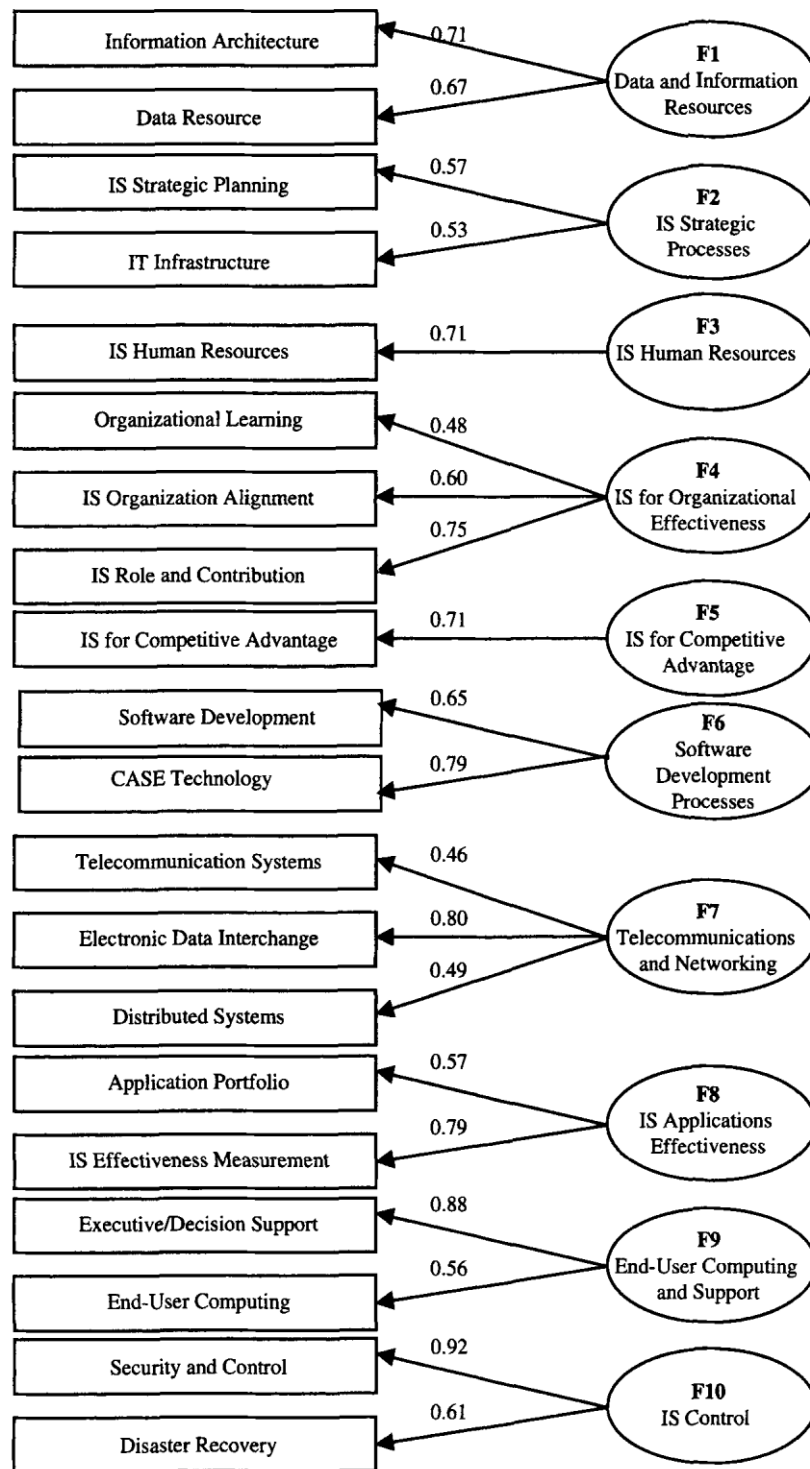 Information Architecture
0.71
F1
Data and Information
Resources
0.67
Data Resource
IS Strategic Planning
0.57
F2
IS Strategic
Processes
0.53
IT Infrastructure
F3
IS Human Resources
0.71
IS Human Resources
Organizational Learning
0.48
F4
IS for Organizational
Effectiveness
0.60
IS Organization Alignment
0.75
IS Role and Contribution
F5
IS for Competitive
Advantage
0.71
IS for Competitive Advantage
Software Development
0.65
F6
Software
Development
Processes
0.79
CASE Technology
Telecommunication Systems
0.46
F7
Telecommunications
and Networking
0.80
Electronic Data Interchange
0.49
Distributed Systems
Application Portfolio
0.57
F8
IS Applications
Effectiveness
0.79
IS Effectiveness Measurement
Executive/Decision Support
0.88
F9
End-User Computing
and Support
0.56
End-User Computing
Security and Control
0.92
F10
IS Control
0.61
Disaster Recovery